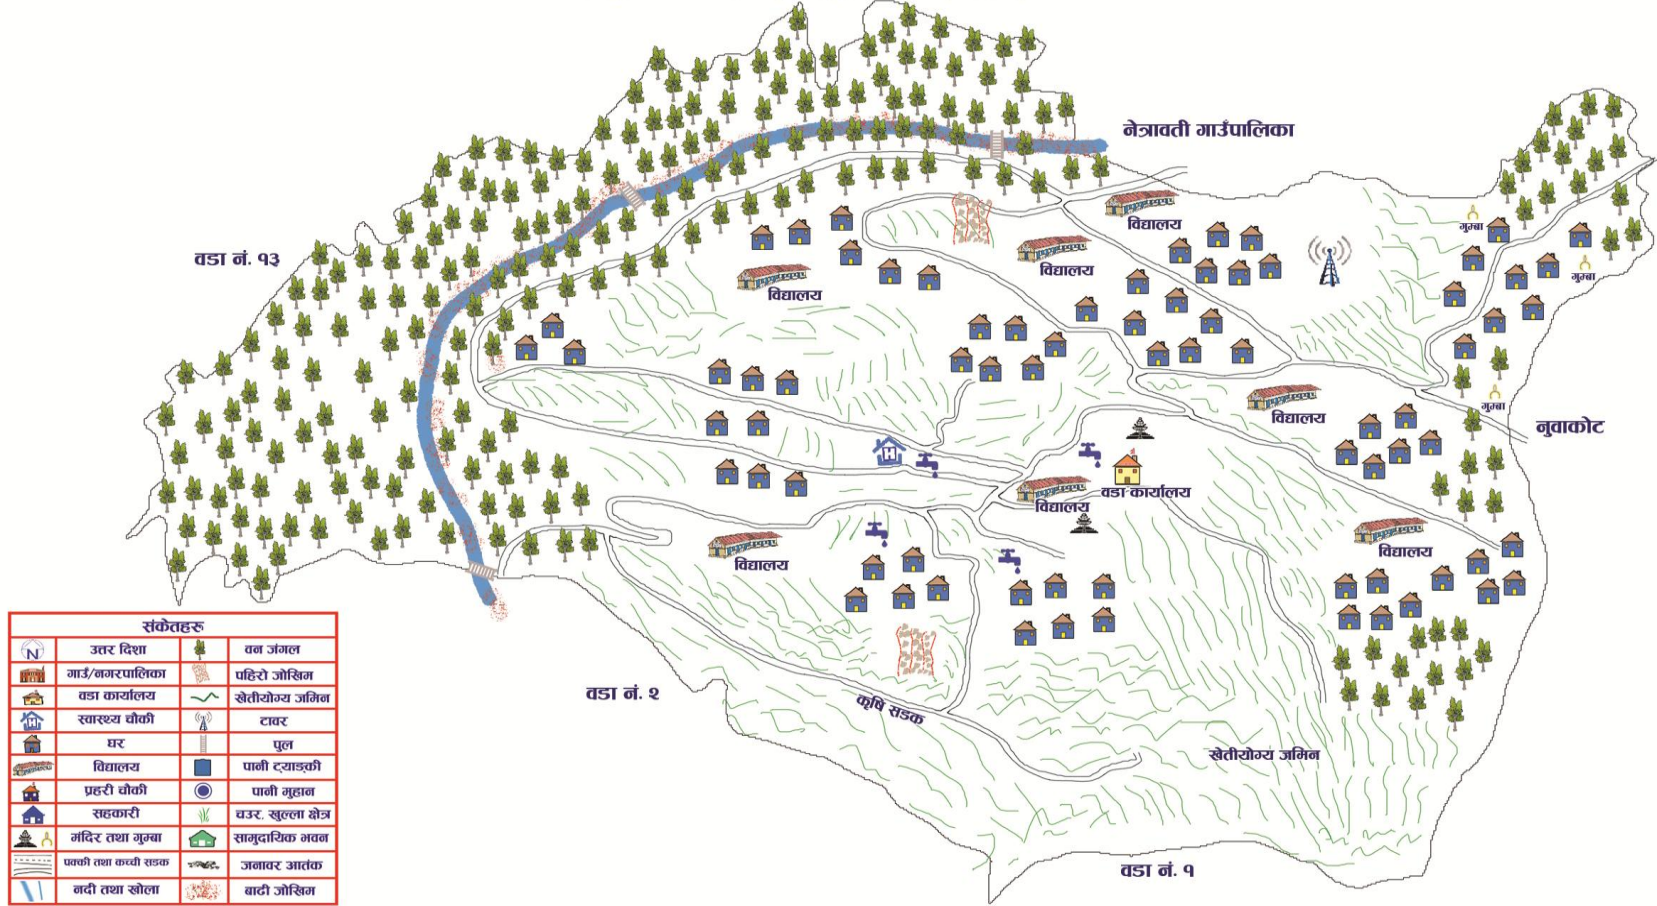 नेत्रावती गाउँपालिका
विद्यालय
गुम्बा
विद्यालय
वडा नं. १३
गुम्बा
विद्यालय
गुम्बा
विद्यालय
नुवाकोट
H
वडा कार्यालय
विद्यालय
विद्यालय
विद्यालय
वडा नं. २
कृषि सडक
खेतीयोग्य जमिन
वडा नं. १
संकेतहरु
N उत्तर दिशा वन जंगल
गाउँ/नगरपालिका पहिरो जोखिम
वडा कार्यालय खेतीयोग्य जमिन
H स्वास्थ्य चौकी टावर
घर पुल
विद्यालय पानी ट्याङ्की
प्रहरी चौकी पानी मुहान
सहकारी चउर. खुल्ला क्षेत्र
मंदिर तथा गुम्बा सामुदायिक भवन
पक्की तथा कच्ची सडक जनावर आतंक
नदी तथा खोला बाढी जोखिम